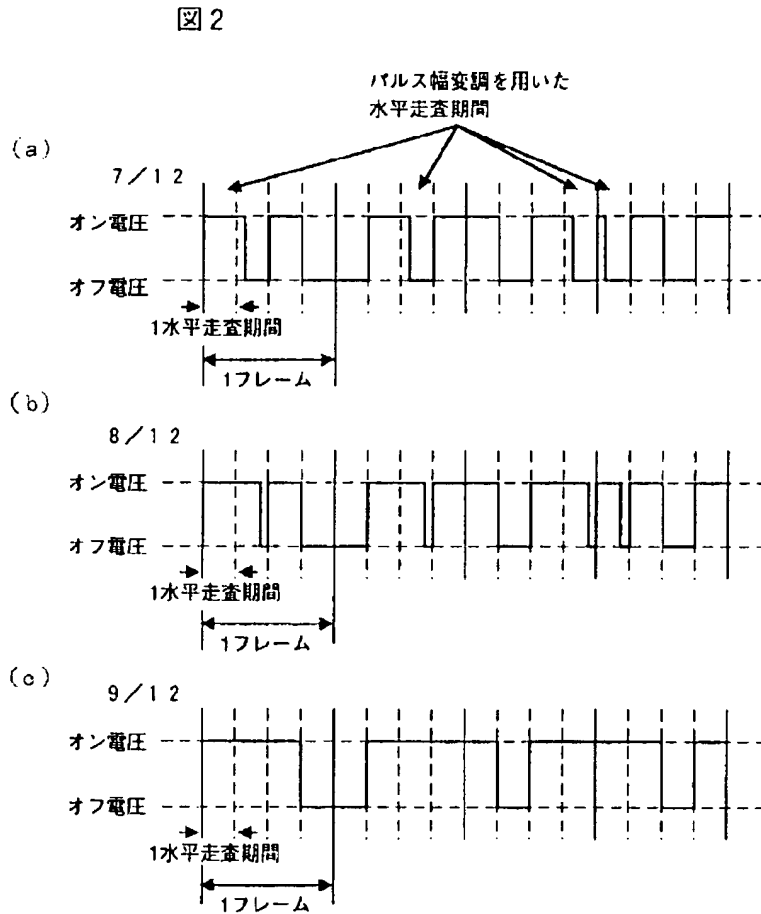 図2
パルス幅変調を用いた
水平走査期間
(a)
7/12
オン電圧
オフ電圧
1水平走査期間
1フレーム
(b)
8/12
オン電圧
オフ電圧
1水平走査期間
1フレーム
(c)
9/12
オン電圧
オフ電圧
1水平走査期間
1フレーム